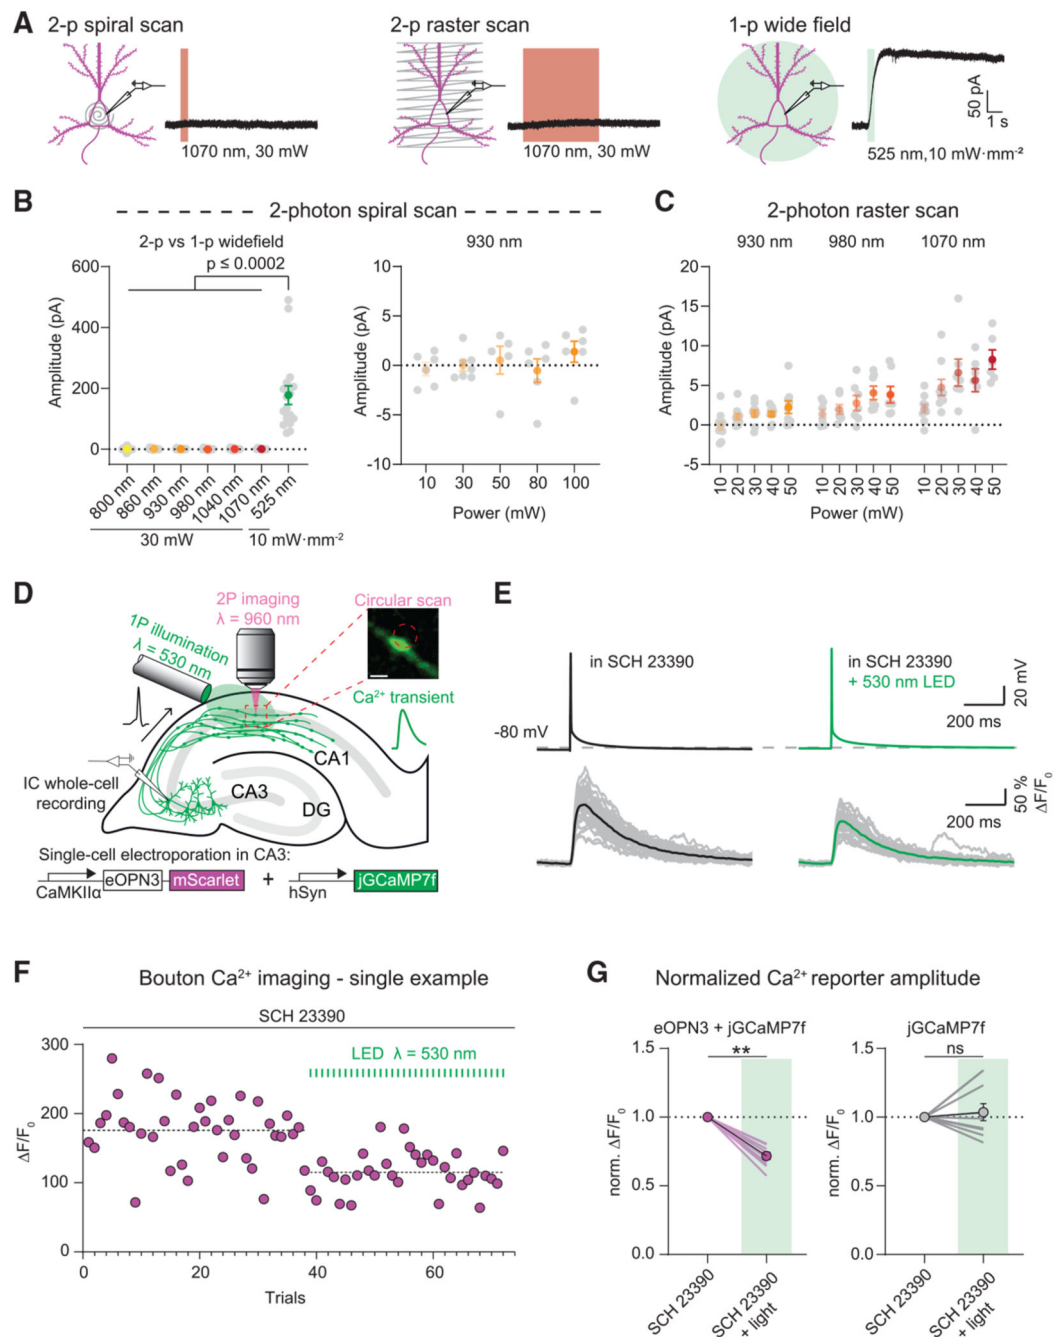 A
2-p spiral scan
2-p raster scan
1-p wide field
50 pA
1 s
1070 nm, 30 mW
1070 nm, 30 mW
525 nm,10 mW·mm-²
B
2-photon spiral scan
2-p vs 1-p widefield
p ≤ 0.0002
Amplitude (pA)
600
400
200
0
800 nm
860 nm
930 nm
980 nm
1040 nm
1070 nm
525 nm
30 mW
10 mW·mm-²
930 nm
Amplitude (pA)
10
5
0
-5
-10
10
30
50
80
100
Power (mW)
C
2-photon raster scan
930 nm
980 nm
1070 nm
Amplitude (pA)
20
15
10
5
0
-5
10
20
30
40
50
10
20
30
40
50
10
20
30
40
50
Power (mW)
D
1P illumination
λ = 530 nm
2P imaging
λ = 960 nm
Circular scan
Ca²⁺ transient
CA1
CA3
DG
IC whole-cell
recording
Single-cell electroporation in CA3:
CaMKIIα
eOPN3
mScarlet
+
hSyn
jGCaMP7f
E
in SCH 23390
-80 mV
in SCH 23390
+ 530 nm LED
20 mV
200 ms
50 %
ΔF/F₀
200 ms
F
Bouton Ca²⁺ imaging - single example
SCH 23390
LED λ = 530 nm
ΔF/F₀
300
200
100
0
0
20
40
60
Trials
G
Normalized Ca²⁺ reporter amplitude
eOPN3 + jGCaMP7f
**
norm. ΔF/F₀
1.5
1.0
0.5
0.0
SCH 23390
SCH 23390
+ light
jGCaMP7f
ns
norm. ΔF/F₀
1.5
1.0
0.5
0.0
SCH 23390
SCH 23390
+ light